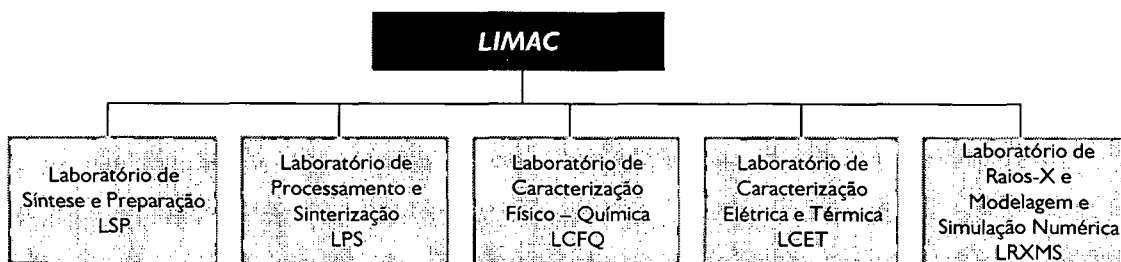 LIMAC
Laboratório de
Síntese e Preparação
LSP
Laboratório de
Processamento e
Sinterização
LPS
Laboratório de
Caracterização
Físico – Química
LCFQ
Laboratório de
Caracterização
Elétrica e Térmica
LCET
Laboratório de
Raios-X e
Modelagem e
Simulação Numérica
LRXMS